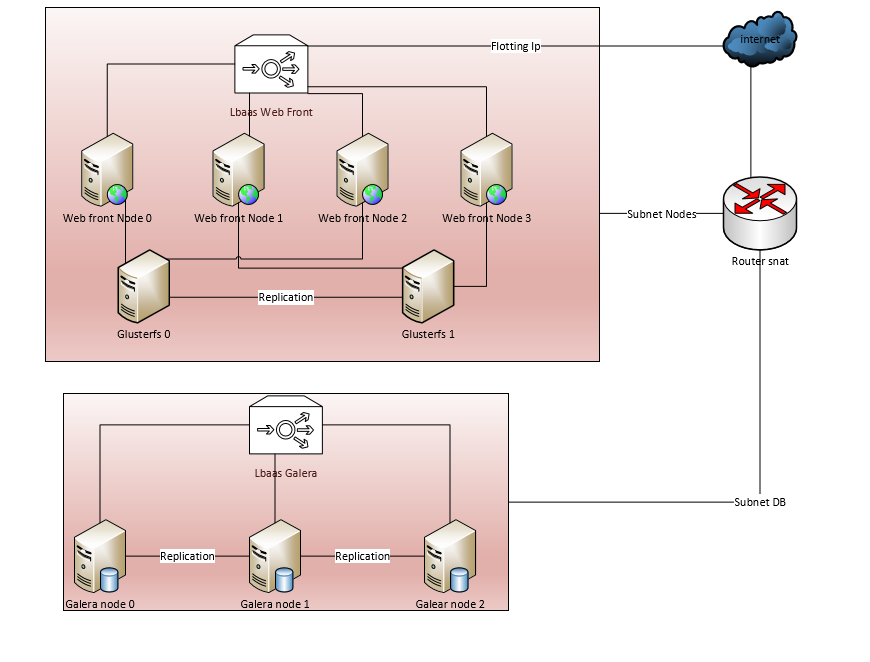 Flotting Ip
internet
Lbaas Web Front
Web front Node 0
Web front Node 1
Web front Node 2
Web front Node 3
Subnet Nodes
Router snat
Replication
Glusterfs 0
Glusterfs 1
Lbaas Galera
Subnet DB
Replication
Replication
Galera node 0
Galera node 1
Galear node 2